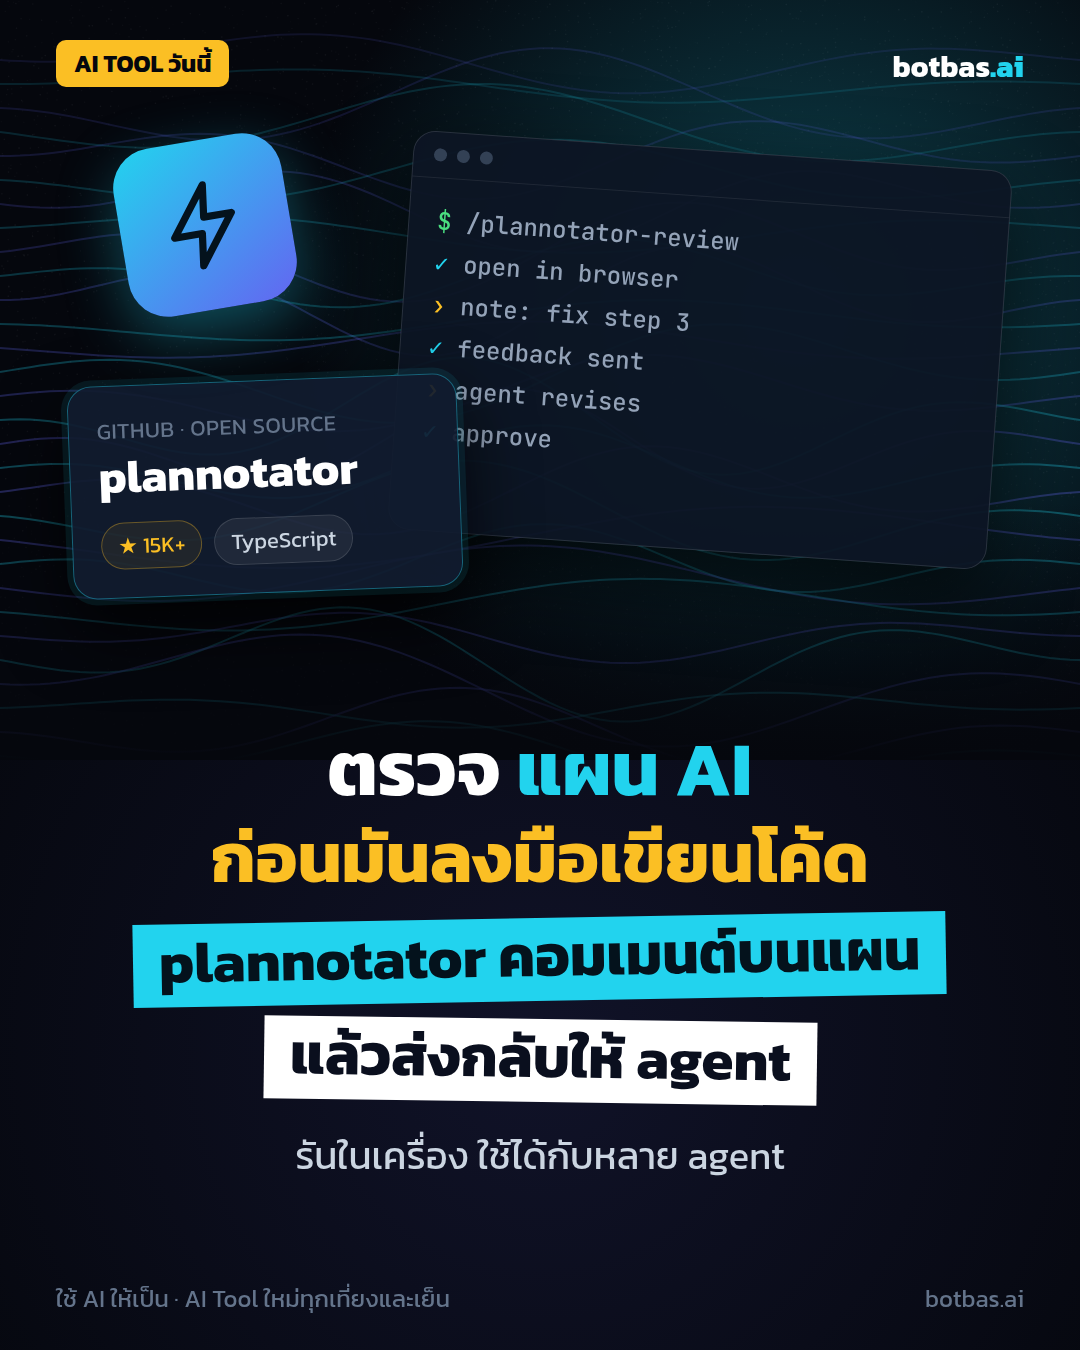 AI TOOL วันนี้
botbas.ai
$ /plannotator-review
✓ open in browser
› note: fix step 3
✓ feedback sent
› agent revises
✓ approve
GITHUB · OPEN SOURCE
plannotator
★ 15K+
TypeScript
ตรวจ แผน AI
ก่อนมันลงมือเขียนโค้ด
plannotator คอมเมนต์บนแผน
แล้วส่งกลับให้ agent
รันในเครื่อง ใช้ได้กับหลาย agent
ใช้ AI ให้เป็น · AI Tool ใหม่ทุกเที่ยงและเย็น
botbas.ai